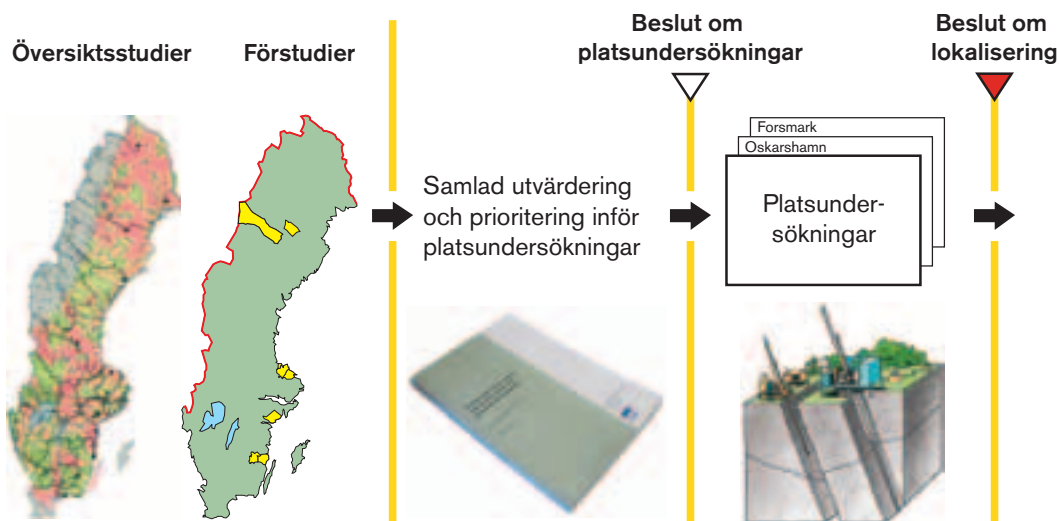 Översiktsstudier
Förstudier
Beslut om
platsundersökningar
Beslut om
lokalisering
Samlad utvärdering
och prioritering inför
platsundersökningar
Forsmark
Oskarshamn
Platsunder-
sökningar